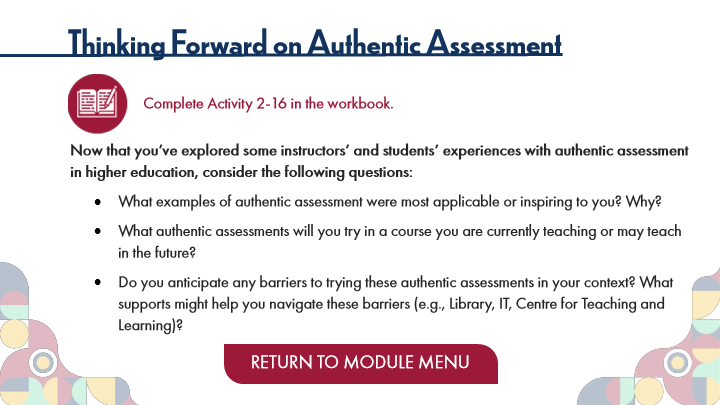 Thinking Forward on Authentic Assessment
Complete Activity 2-16 in the workbook.
Now that you’ve explored some instructors’ and students’ experiences with authentic assessment
in higher education, consider the following questions:
• What examples of authentic assessment were most applicable or inspiring to you? Why?
• What authentic assessments will you try in a course you are currently teaching or may teach
in the future?
• Do you anticipate any barriers to trying these authentic assessments in your context? What
supports might help you navigate these barriers (e.g., Library, IT, Centre for Teaching and
Learning)?
RETURN TO MODULE MENU